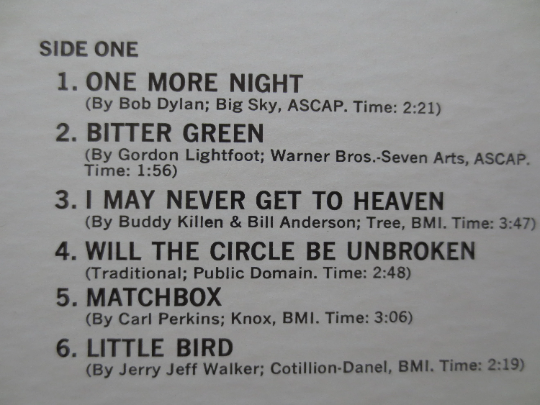 SIDE ONE
1. ONE MORE NIGHT
(By Bob Dylan; Big Sky, ASCAP. Time: 2:21)
2. BITTER GREEN
(By Gordon Lightfoot; Warner Bros.-Seven Arts, ASCAP.
Time: 1:56)
3. I MAY NEVER GET TO HEAVEN
(By Buddy Killen & Bill Anderson; Tree, BMI. Time: 3:47)
4. WILL THE CIRCLE BE UNBROKEN
(Traditional; Public Domain. Time: 2:48)
5. MATCHBOX
(By Carl Perkins; Knox, BMI. Time: 3:06)
6. LITTLE BIRD
(By Jerry Jeff Walker; Cotillion-Danel, BMI. Time: 2:19)